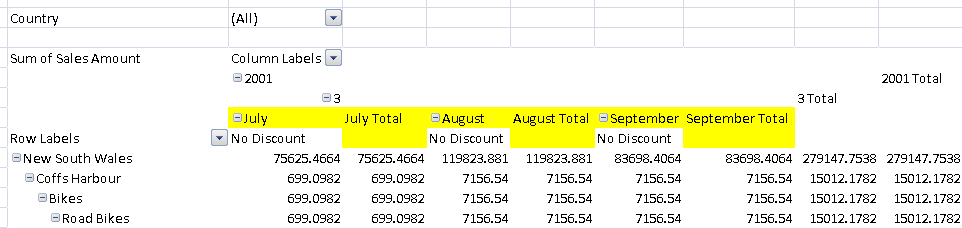 Country (All)
Sum of Sales Amount Column Labels
2001 2001 Total
3 3 Total
July July Total August August Total September September Total
Row Labels No Discount No Discount No Discount
New South Wales 75625.4664 75625.4664 119823.881 119823.881 83698.4064 83698.4064 279147.7538 279147.7538
Coffs Harbour 699.0982 699.0982 7156.54 7156.54 7156.54 7156.54 15012.1782 15012.1782
Bikes 699.0982 699.0982 7156.54 7156.54 7156.54 7156.54 15012.1782 15012.1782
Road Bikes 699.0982 699.0982 7156.54 7156.54 7156.54 7156.54 15012.1782 15012.1782